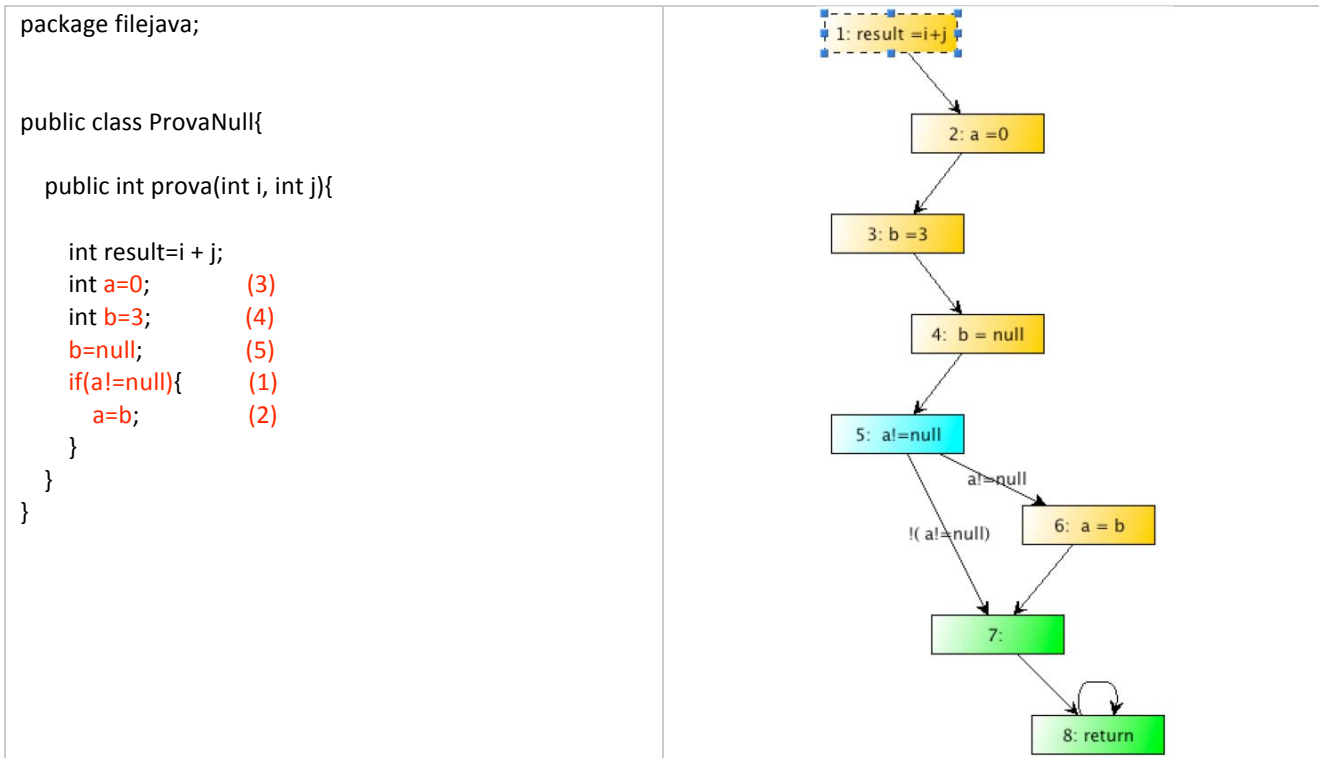 package filejava;
public class ProvaNull{
public int prova(int i, int j){
int result=i + j;
int a=0; (3)
int b=3; (4)
b=null; (5)
if(a!=null){ (1)
a=b; (2)
}
}
}
1: result =i+j
2: a =0
3: b =3
4: b = null
5: a!=null
a!=null
6: a = b
!( a!=null)
7:
8: return